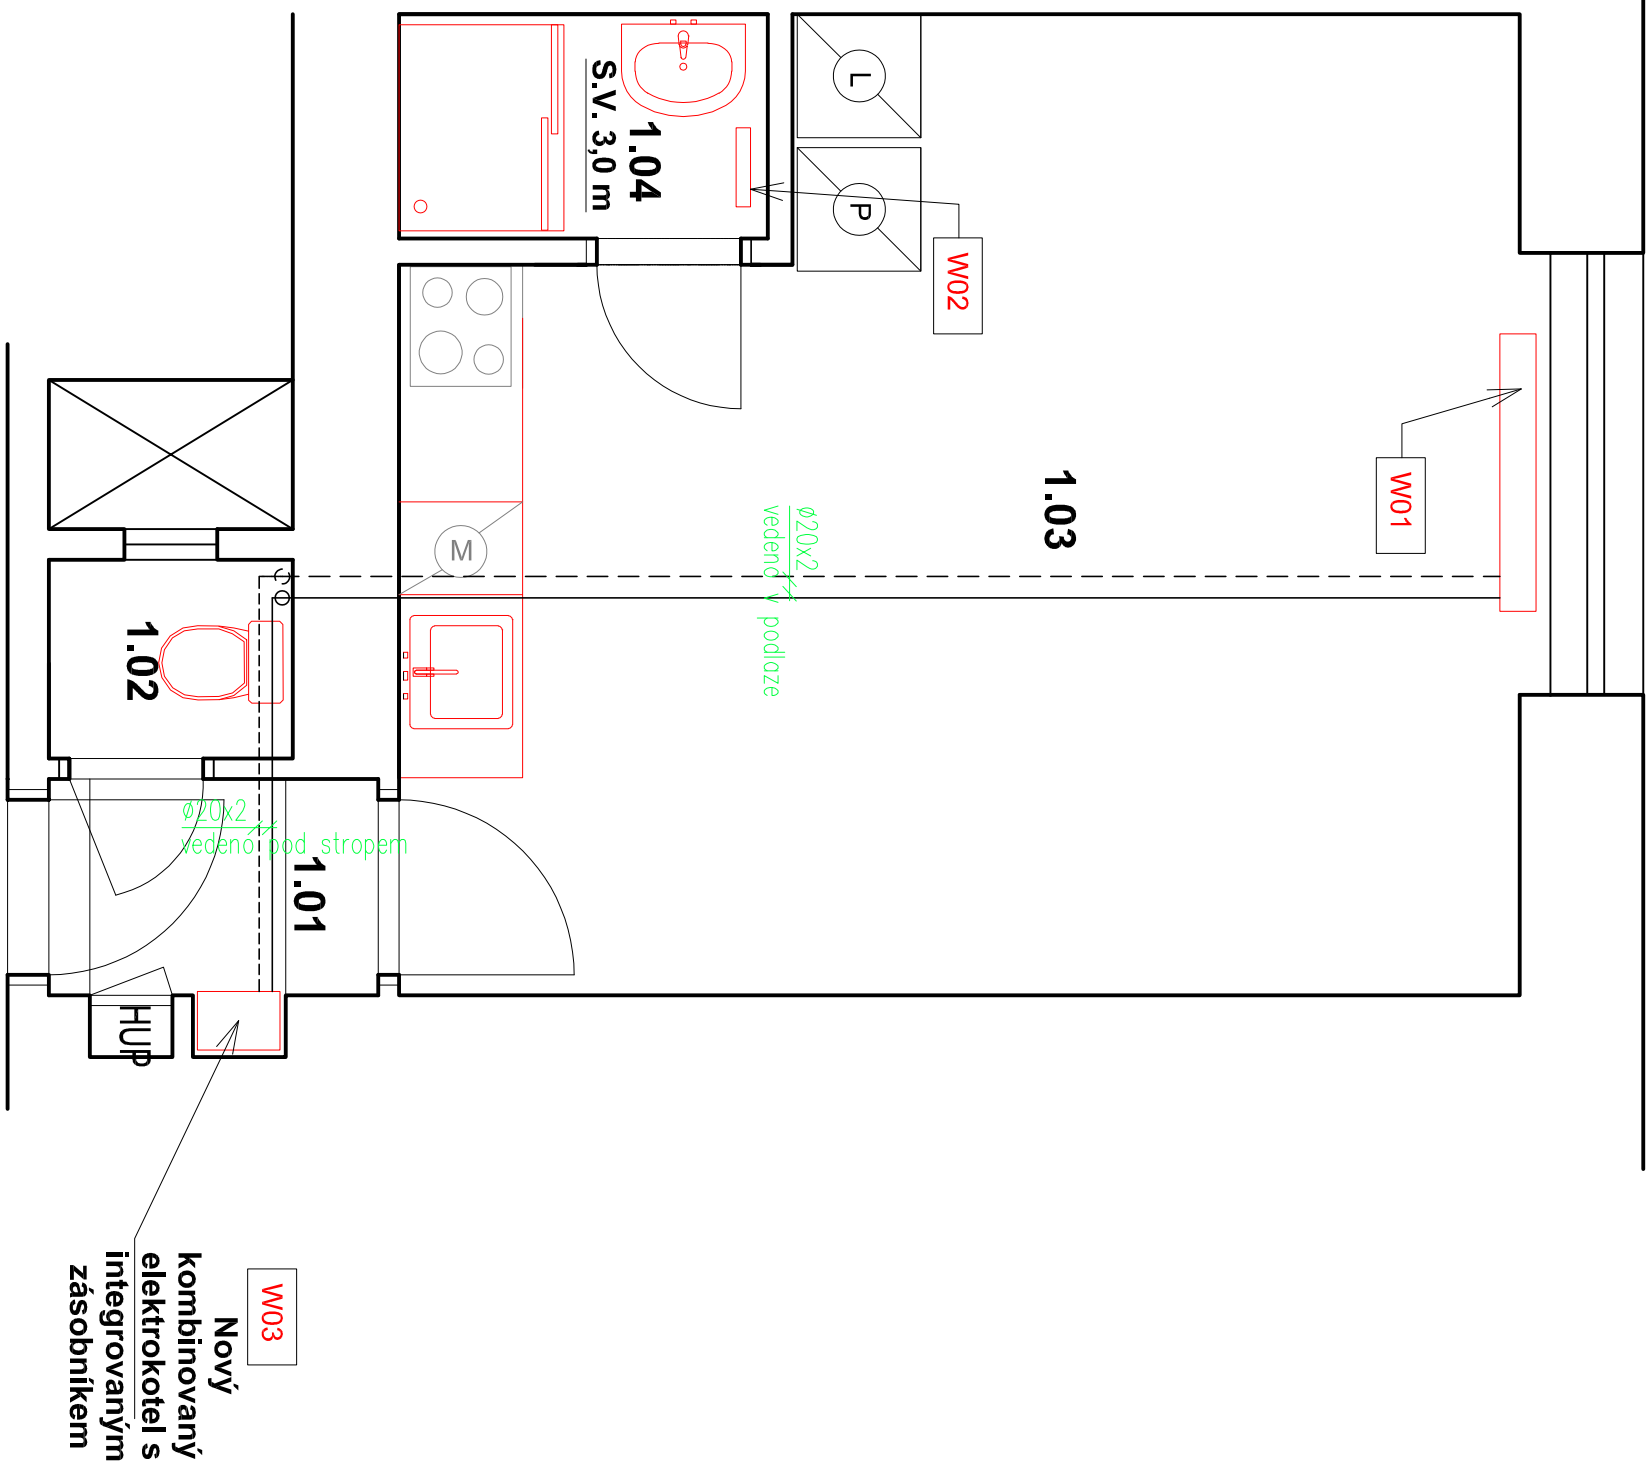 L
P
S.V. 3,0 m
1.04
W02
W01
1.03
M
ø20x2
vedeno v podlaze
1.02
ø20x2
vedeno pod stropem
1.01
HUP
W03
Nový
kombinovaný
elektrokotel s
integrovaným
zásobníkem